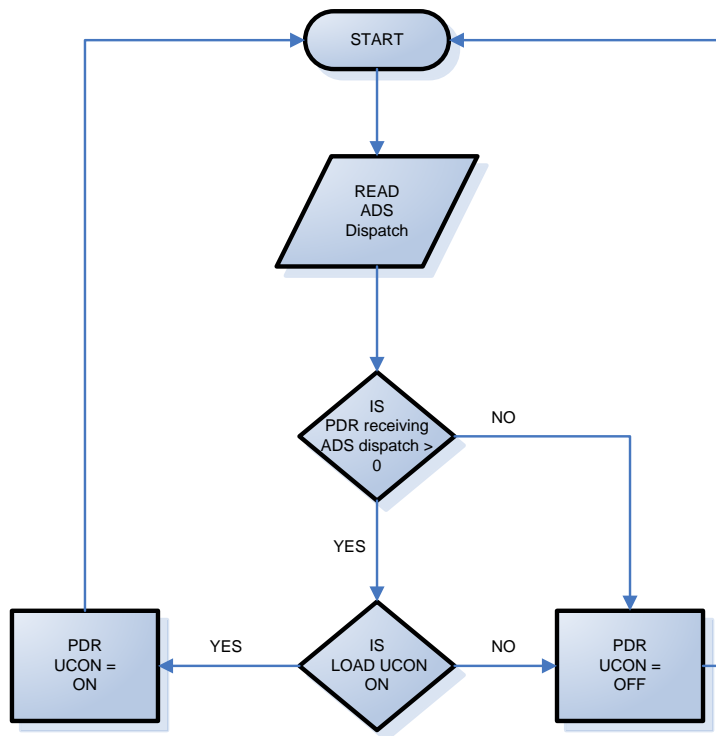 START
READ
ADS
Dispatch
IS
PDR receiving
ADS dispatch >
0
NO
YES
IS
LOAD UCON
ON
YES
NO
PDR
UCON =
ON
PDR
UCON =
OFF